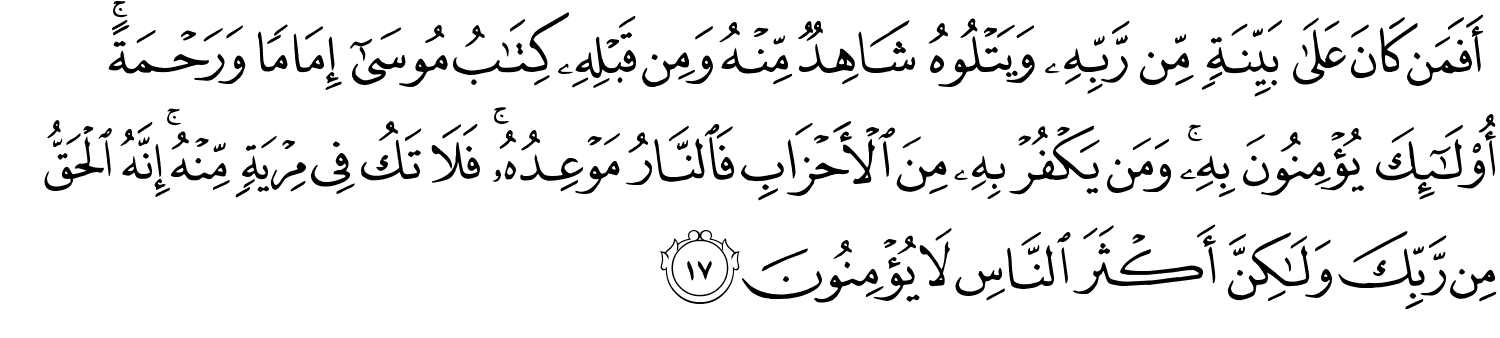 أَفَمَن كَانَ عَلَىٰ بَيِّنَةٍ مِّن رَّبِّهِۦ وَيَتْلُوهُ شَاهِدٌ مِّنْهُ وَمِن قَبْلِهِۦ كِتَـٰبُ مُوسَىٰٓ إِمَامًا وَرَحْمَةً ۚ
أُو۟لَـٰٓئِكَ يُؤْمِنُونَ بِهِۦ ۚ وَمَن يَكْفُرْ بِهِۦ مِنَ ٱلْأَحْزَابِ فَٱلنَّارُ مَوْعِدُهُۥ ۚ فَلَا تَكُ فِى مِرْيَةٍ مِّنْهُ ۚ إِنَّهُ ٱلْحَقُّ
مِن رَّبِّكَ وَلَـٰكِنَّ أَكْثَرَ ٱلنَّاسِ لَا يُؤْمِنُونَ ١٧